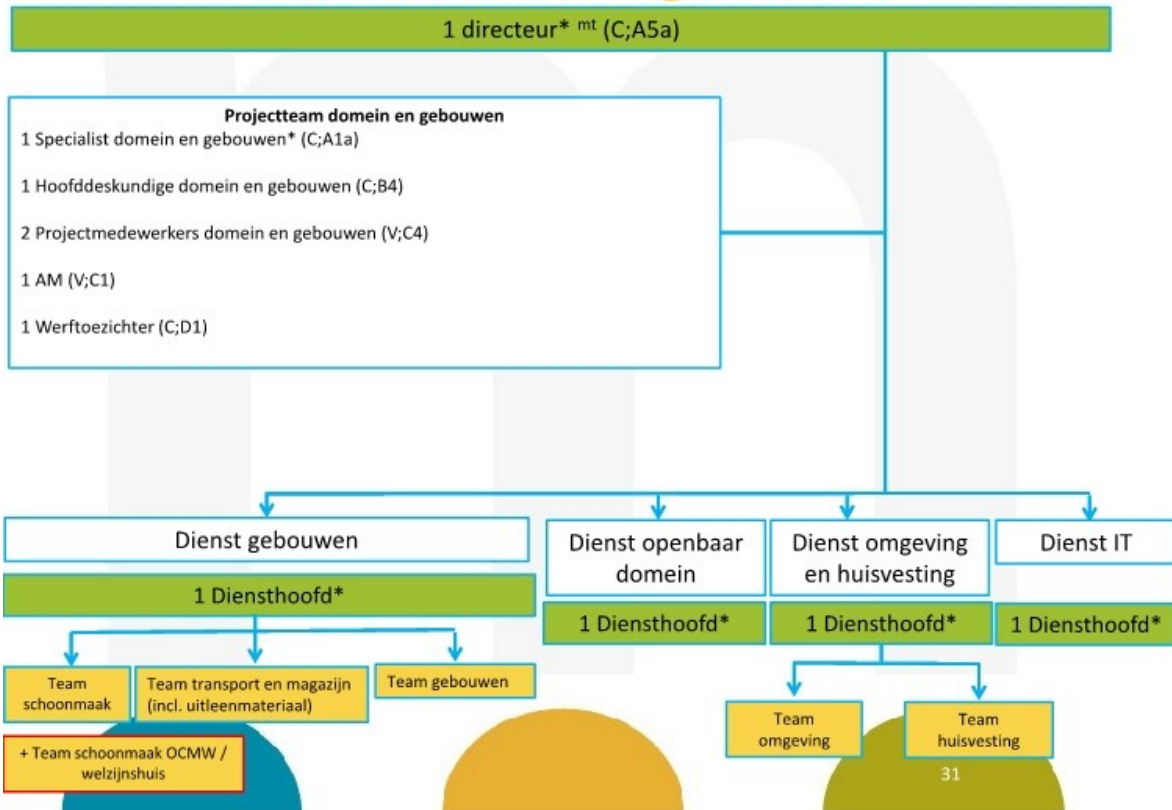 1 directeur* mt (C;A5a)
Projectteam domein en gebouwen
1 Specialist domein en gebouwen* (C;A1a)
1 Hoofddeskundige domein en gebouwen (C;B4)
2 Projectmedewerkers domein en gebouwen (V;C4)
1 AM (V;C1)
1 Werftoezichter (C;D1)
Dienst gebouwen
1 Diensthoofd*
Team
schoonmaak
Team transport en magazijn
(incl. uitleenmateriaal)
Team gebouwen
+ Team schoonmaak OCMW /
welzijnshuis
Dienst openbaar
domein
1 Diensthoofd*
Dienst omgeving
en huisvesting
1 Diensthoofd*
Team
omgeving
Team
huisvesting
Dienst IT
1 Diensthoofd*
31